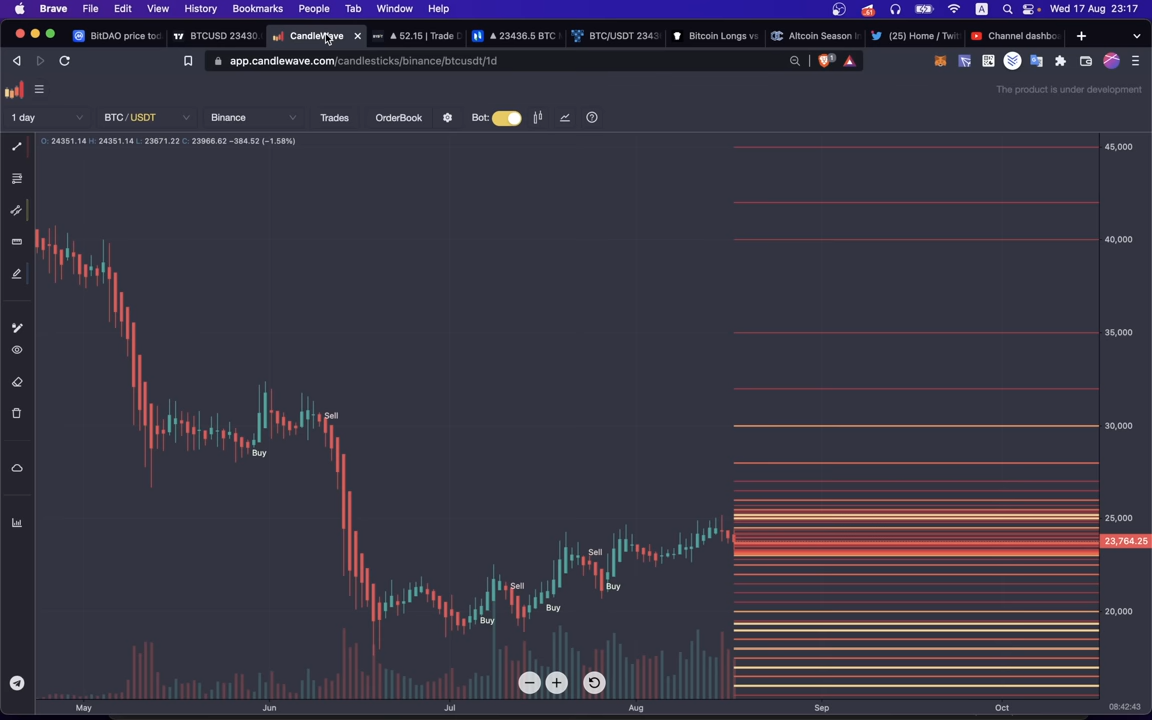 Brave File Edit View History Bookmarks People Tab Window Help A Wed 17 Aug 23:17
BitDAO price tod BTCUSD 23430. CandleWave ▲ 52.15 | Trade D ▲ 23436.5 BTC BTC/USDT 2343 Bitcoin Longs vs Altcoin Season I (25) Home / Twit Channel dashboa
app.candlewave.com/candlesticks/binance/btcusdt/1d
The product is under development
1 day BTC / USDT Binance Trades OrderBook Bot:
O: 24351.14 H: 24351.14 L: 23671.22 C: 23966.62 −384.52 (−1.58%)
45,000
40,000
35,000
30,000
25,000
23,764.25
20,000
Sell
Buy
Sell
Buy
Sell
Buy
Buy
May Jun Jul Aug Sep Oct 08:42:43